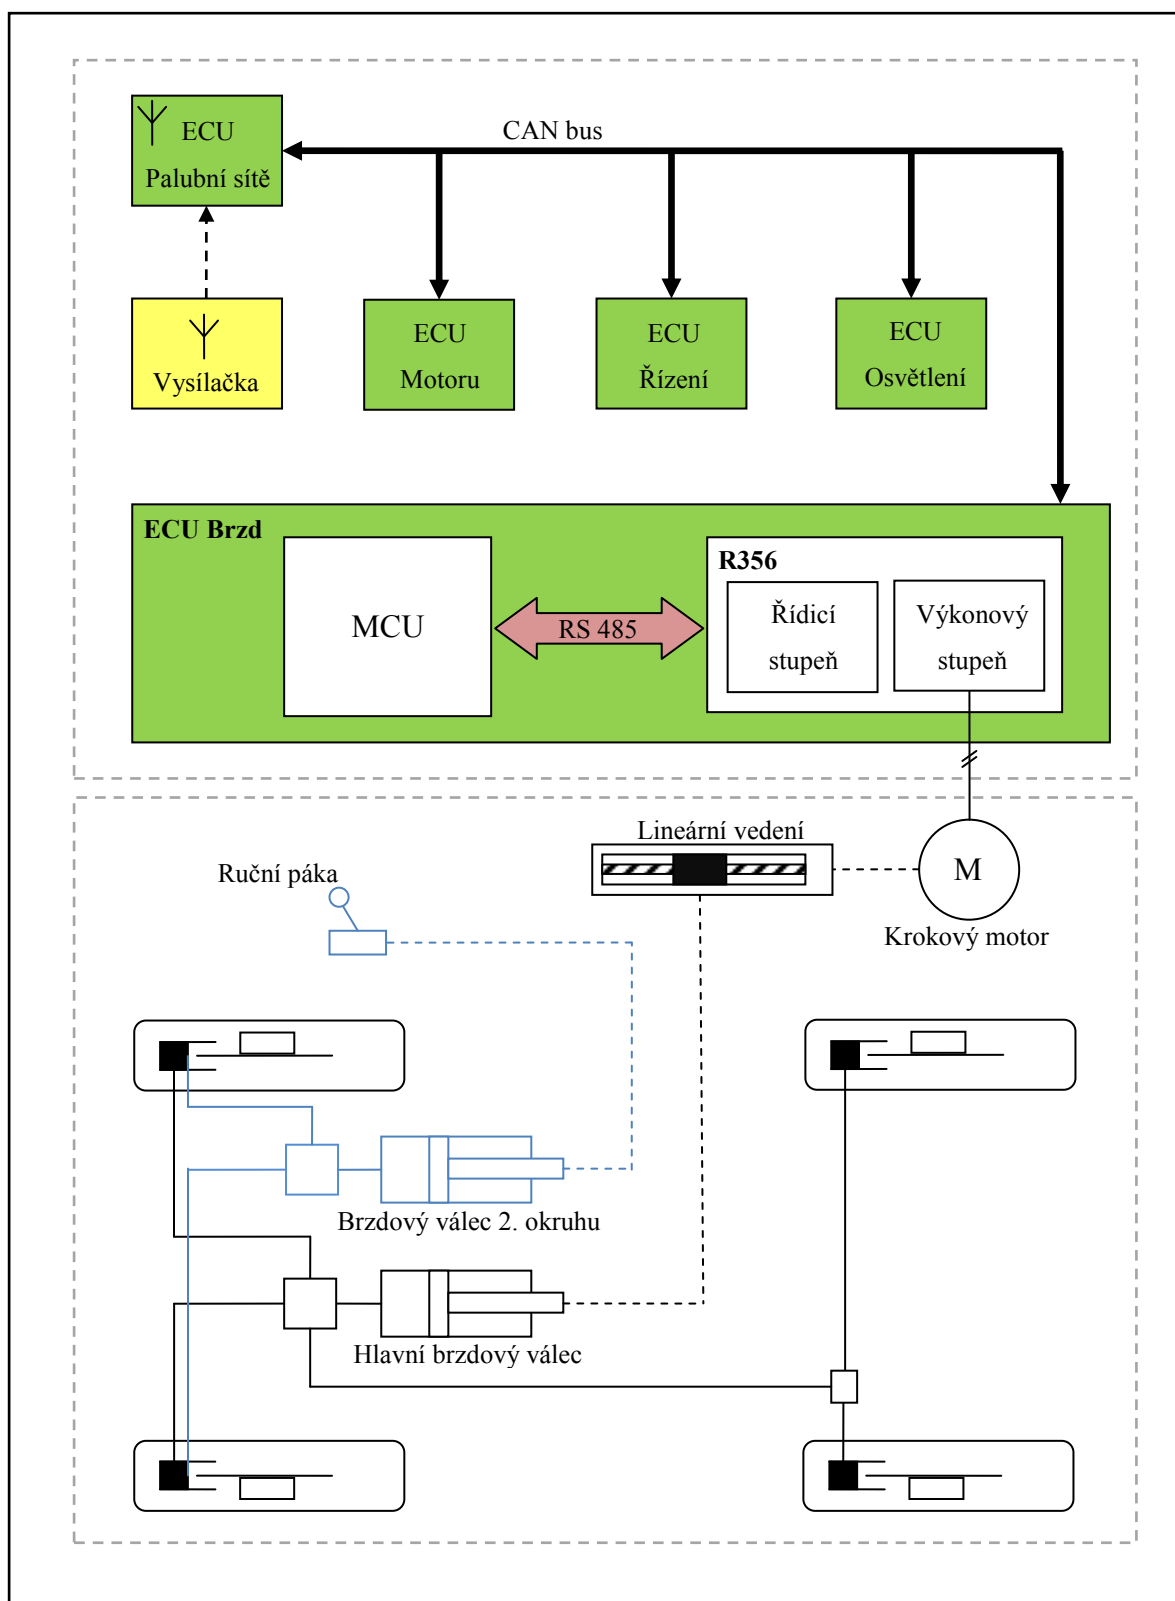 ECU
Palubní sítě
CAN bus
Vysílačka
ECU
Motoru
ECU
Řízení
ECU
Osvětlení
ECU Brzd
MCU
RS 485
R356
Řídicí
stupeň
Výkonový
stupeň
Lineární vedení
M
Krokový motor
Ruční páka
Brzdový válec 2. okruhu
Hlavní brzdový válec